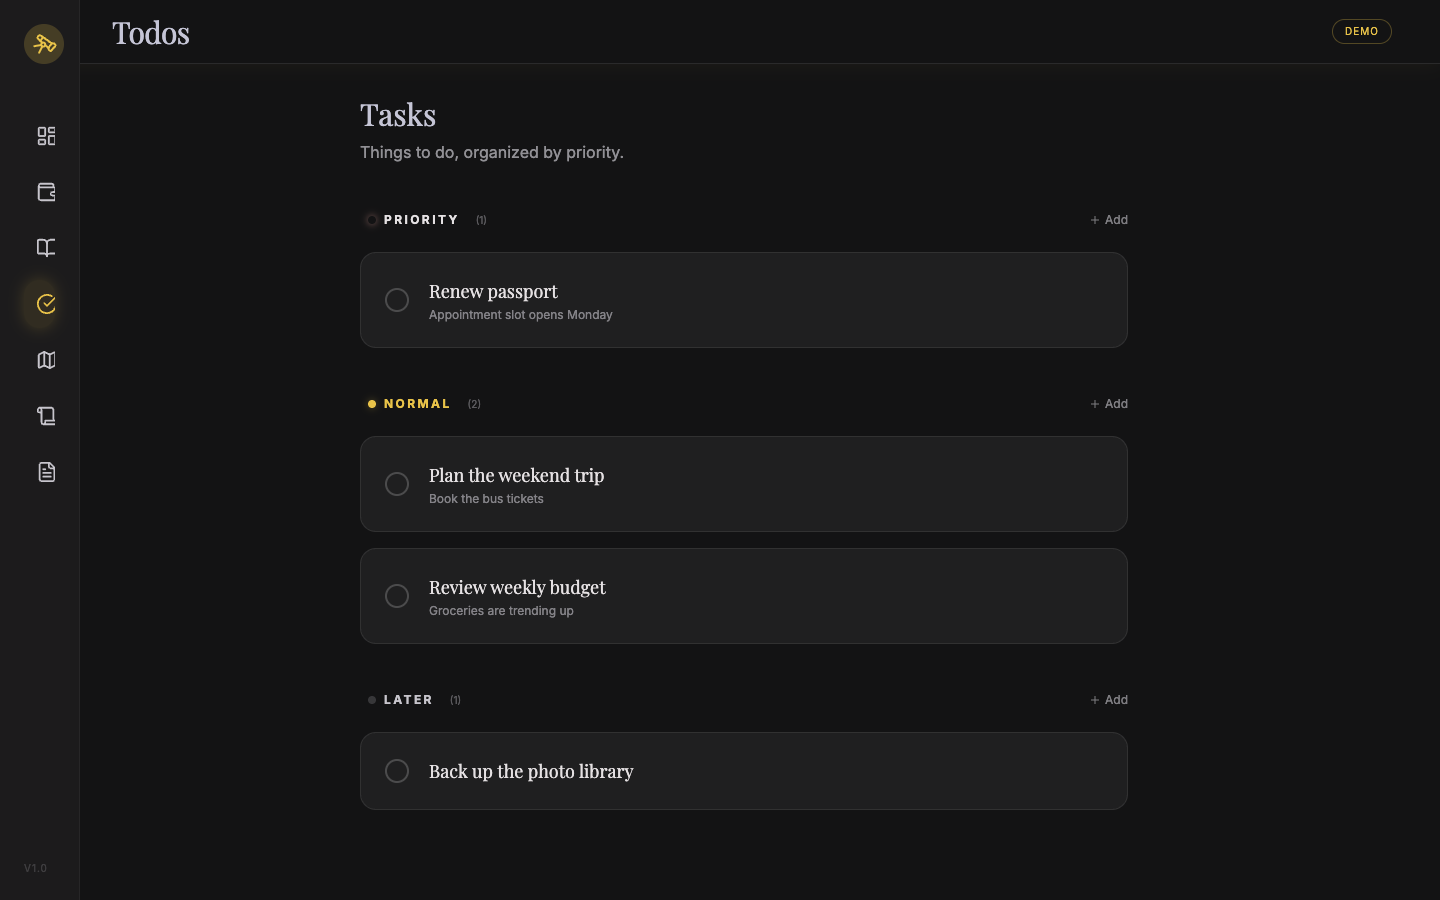 Todos
DEMO
Tasks
Things to do, organized by priority.
PRIORITY (1)
+ Add
Renew passport
Appointment slot opens Monday
NORMAL (2)
+ Add
Plan the weekend trip
Book the bus tickets
Review weekly budget
Groceries are trending up
LATER (1)
+ Add
Back up the photo library
V1.0